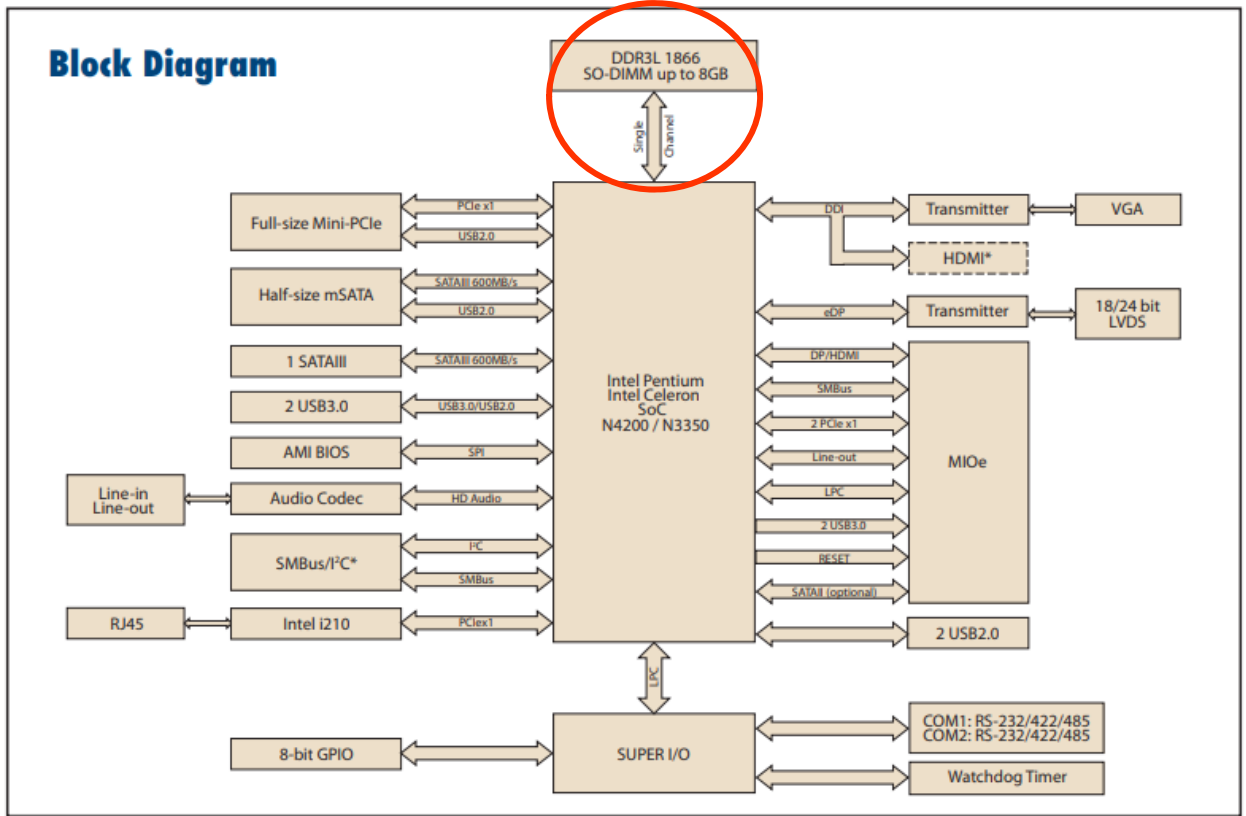 Block Diagram
DDR3L 1866
SO-DIMM up to 8GB
Single
Channel
Full-size Mini-PCIe
PCIe x1
USB2.0
Half-size mSATA
SATAIII 600MB/s
USB2.0
1 SATAIII
SATAIII 600MB/s
2 USB3.0
USB3.0/USB2.0
AMI BIOS
SPI
Line-in
Line-out
Audio Codec
HD Audio
SMBus/I²C*
I²C
SMBus
RJ45
Intel i210
PCIex1
Intel Pentium
Intel Celeron
SoC
N4200 / N3350
DDI
Transmitter
VGA
HDMI*
eDP
Transmitter
18/24 bit
LVDS
DP/HDMI
SMBus
2 PCIe x1
Line-out
LPC
2 USB3.0
RESET
SATAII (optional)
MIOe
2 USB2.0
LPC
8-bit GPIO
SUPER I/O
COM1: RS-232/422/485
COM2: RS-232/422/485
Watchdog Timer